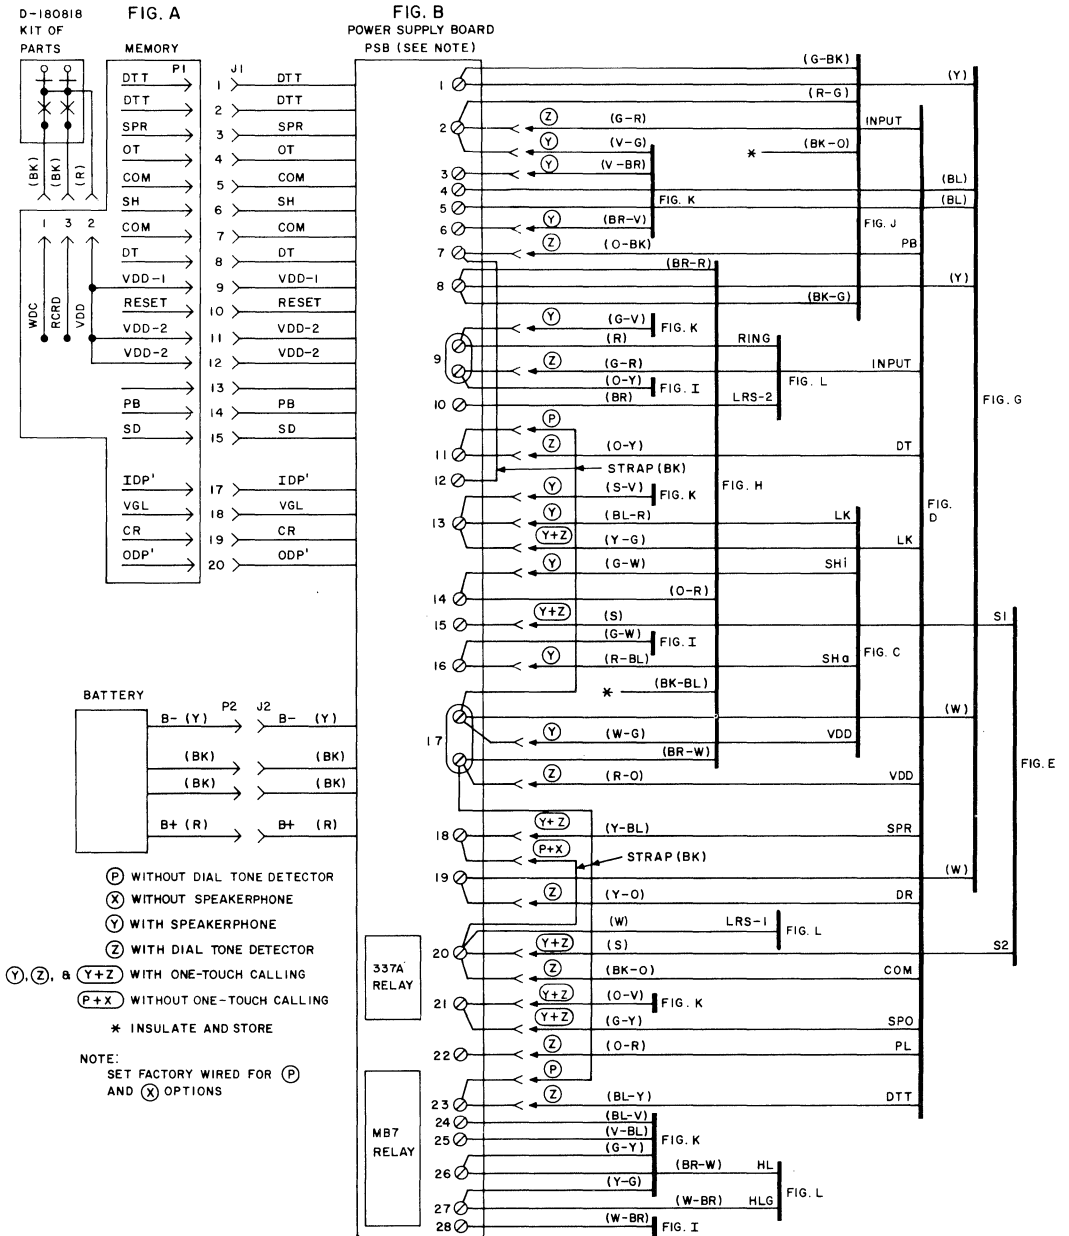 D-180818
KIT OF
PARTS
FIG. A
MEMORY
FIG. B
POWER SUPPLY BOARD
PSB (SEE NOTE)
P1 J1
DTT 1 DTT
DTT 2 DTT
SPR 3 SPR
OT 4 OT
COM 5 COM
SH 6 SH
COM 7 COM
DT 8 DT
VDD-1 9 VDD-1
RESET 10 RESET
VDD-2 11 VDD-2
VDD-2 12 VDD-2
13
PB 14 PB
SD 15 SD
IDP' 17 IDP'
VGL 18 VGL
CR 19 CR
ODP' 20 ODP'
(BK) (BK) (R)
1 3 2
WDC RCRD VDD
BATTERY
P2 J2
B- (Y) B- (Y)
(BK) (BK)
(BK) (BK)
B+ (R) B+ (R)
P WITHOUT DIAL TONE DETECTOR
X WITHOUT SPEAKERPHONE
Y WITH SPEAKERPHONE
Z WITH DIAL TONE DETECTOR
Y, Z, & Y+Z WITH ONE-TOUCH CALLING
P+X WITHOUT ONE-TOUCH CALLING
* INSULATE AND STORE
NOTE:
SET FACTORY WIRED FOR P
AND X OPTIONS
337A
RELAY
MB7
RELAY
(G-BK)
1 (Y)
(R-G)
2 Z (G-R) INPUT
Y (V-G) * (BK-O)
3 Y (V-BR)
4 (BL)
5 FIG. K (BL)
6 Y (BR-V) FIG. J
7 Z (O-BK) PB
(BR-R)
8 (Y)
(BK-G)
Y (G-V) FIG. K
9 (R) RING
Z (G-R) INPUT
(O-Y) FIG. I FIG. L
10 (BR) LRS-2
FIG. G
P
11 Z (O-Y) DT
STRAP (BK)
12
Y (S-V) FIG. K FIG. H
13 Y (BL-R) LK
FIG. D
Y+Z (Y-G) LK
Y (G-W) SHi
14 (O-R)
15 Y+Z (S) S1
(G-W) FIG. I
16 Y (R-BL) SHa FIG. C
* (BK-BL)
(W)
17 Y (W-G) VDD
(BR-W)
FIG. E
Z (R-O) VDD
18 Y+Z (Y-BL) SPR
P+X STRAP (BK)
19 (W)
Z (Y-O) DR
(W) LRS-1 FIG. L
20 Y+Z (S) S2
Z (BK-O) COM
21 Y+Z (O-V) FIG. K
Y+Z (G-Y) SPO
22 Z (O-R) PL
P
23 Z (BL-Y) DTT
24 (BL-V)
25 (V-BL) FIG. K
(G-Y)
26 (BR-W) HL
(Y-G) FIG. L
27 (W-BR) HLG
28 (W-BR) FIG. I